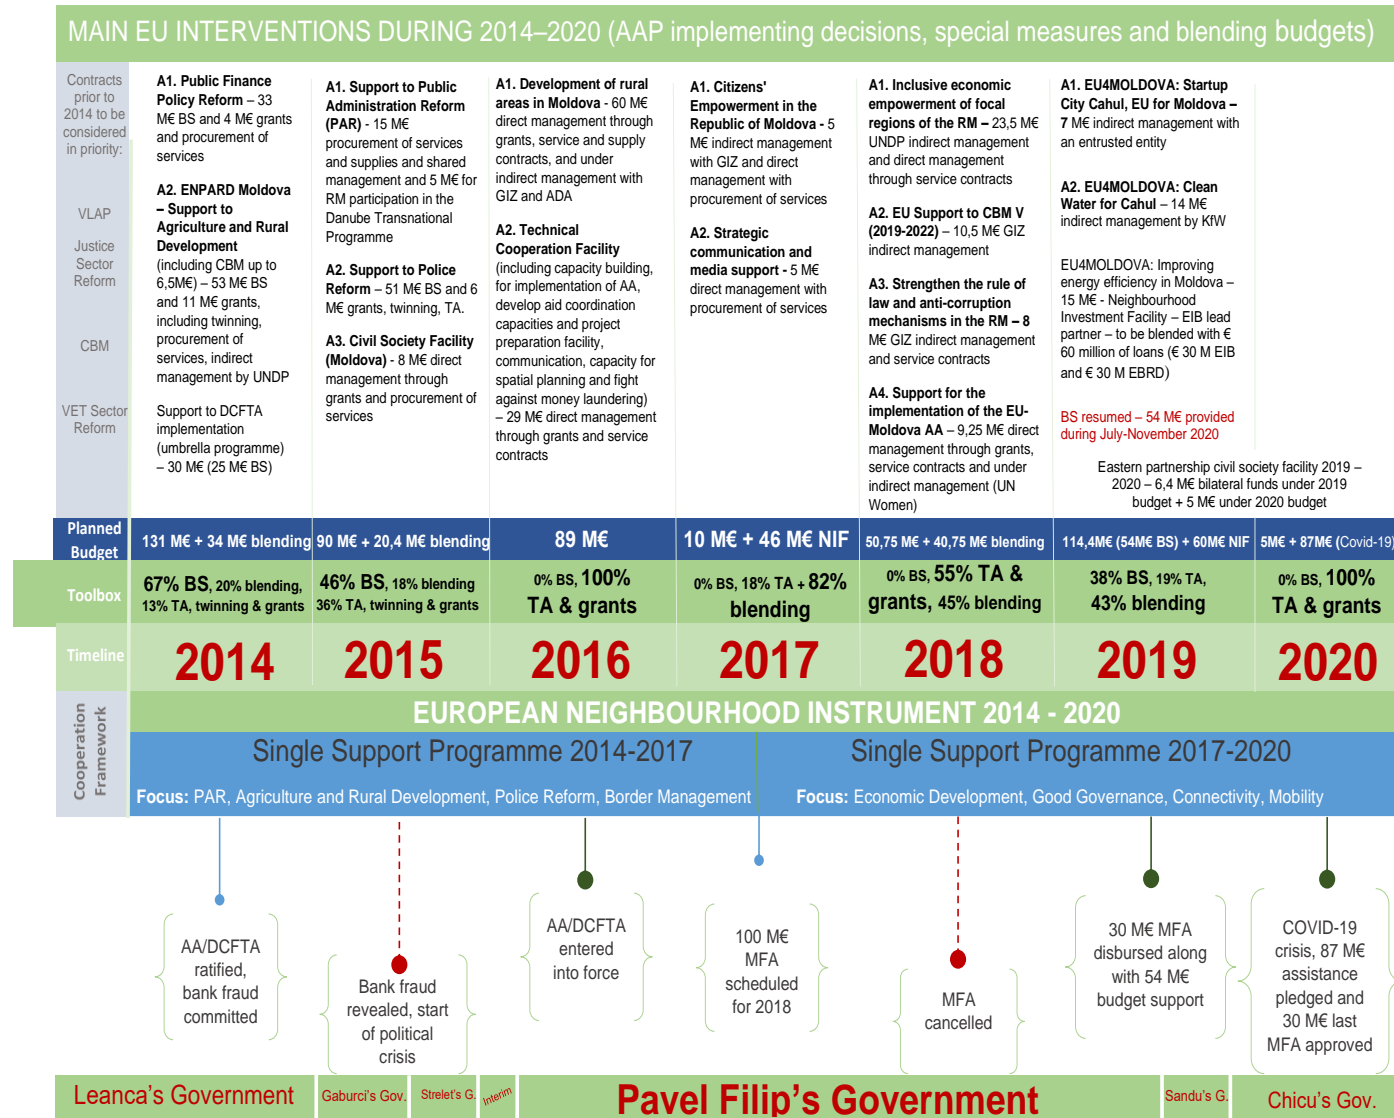 MAIN EU INTERVENTIONS DURING 2014–2020 (AAP implementing decisions, special measures and blending budgets)
Contracts
prior to
2014 to be
considered
in priority:
VLAP
Justice
Sector
Reform
CBM
VET Sector
Reform
A1. Public Finance
Policy Reform – 33
M€ BS and 4 M€ grants
and procurement of
services
A2. ENPARD Moldova
– Support to
Agriculture and Rural
Development
(including CBM up to
6,5M€) – 53 M€ BS
and 11 M€ grants,
including twinning,
procurement of
services, indirect
management by UNDP
Support to DCFTA
implementation
(umbrella programme)
– 30 M€ (25 M€ BS)
A1. Support to Public
Administration Reform
(PAR) - 15 M€
procurement of services
and supplies and shared
management and 5 M€ for
RM participation in the
Danube Transnational
Programme
A2. Support to Police
Reform – 51 M€ BS and 6
M€ grants, twinning, TA.
A3. Civil Society Facility
(Moldova) - 8 M€ direct
management through
grants and procurement of
services
A1. Development of rural
areas in Moldova - 60 M€
direct management through
grants, service and supply
contracts, and under
indirect management with
GIZ and ADA
A2. Technical
Cooperation Facility
(including capacity building,
for implementation of AA,
develop aid coordination
capacities and project
preparation facility,
communication, capacity for
spatial planning and fight
against money laundering)
– 29 M€ direct management
through grants and service
contracts
A1. Citizens'
Empowerment in the
Republic of Moldova - 5
M€ indirect management
with GIZ and direct
management with
procurement of services
A2. Strategic
communication and
media support - 5 M€
direct management with
procurement of services
A1. Inclusive economic
empowerment of focal
regions of the RM – 23,5 M€
UNDP indirect management
and direct management
through service contracts
A2. EU Support to CBM V
(2019-2022) – 10,5 M€ GIZ
indirect management
A3. Strengthen the rule of
law and anti-corruption
mechanisms in the RM – 8
M€ GIZ indirect management
and service contracts
A4. Support for the
implementation of the EU-
Moldova AA – 9,25 M€ direct
management through grants,
service contracts and under
indirect management (UN
Women)
A1. EU4MOLDOVA: Startup
City Cahul, EU for Moldova –
7 M€ indirect management with
an entrusted entity
A2. EU4MOLDOVA: Clean
Water for Cahul – 14 M€
indirect management by KfW
EU4MOLDOVA: Improving
energy efficiency in Moldova –
15 M€ - Neighbourhood
Investment Facility – EIB lead
partner – to be blended with €
60 million of loans (€ 30 M EIB
and € 30 M EBRD)
BS resumed – 54 M€ provided
during July-November 2020
Eastern partnership civil society facility 2019 –
2020 – 6,4 M€ bilateral funds under 2019
budget + 5 M€ under 2020 budget
Planned
Budget
131 M€ + 34 M€ blending
90 M€ + 20,4 M€ blending
89 M€
10 M€ + 46 M€ NIF
50,75 M€ + 40,75 M€ blending
114,4M€ (54M€ BS) + 60M€ NIF
5M€ + 87M€ (Covid-19)
Toolbox
67% BS, 20% blending,
13% TA, twinning & grants
46% BS, 18% blending
36% TA, twinning & grants
0% BS, 100%
TA & grants
0% BS, 18% TA + 82%
blending
0% BS, 55% TA &
grants, 45% blending
38% BS, 19% TA,
43% blending
0% BS, 100%
TA & grants
Timeline
2014
2015
2016
2017
2018
2019
2020
Cooperation
Framework
EUROPEAN NEIGHBOURHOOD INSTRUMENT 2014 - 2020
Single Support Programme 2014-2017
Focus: PAR, Agriculture and Rural Development, Police Reform, Border Management
Single Support Programme 2017-2020
Focus: Economic Development, Good Governance, Connectivity, Mobility
AA/DCFTA
ratified,
bank fraud
committed
Bank fraud
revealed, start
of political
crisis
AA/DCFTA
entered
into force
100 M€
MFA
scheduled
for 2018
MFA
cancelled
30 M€ MFA
disbursed along
with 54 M€
budget support
COVID-19
crisis, 87 M€
assistance
pledged and
30 M€ last
MFA approved
Leanca's Government
Gaburci's Gov.
Strelet's G.
Interim
Pavel Filip's Government
Sandu's G.
Chicu's Gov.